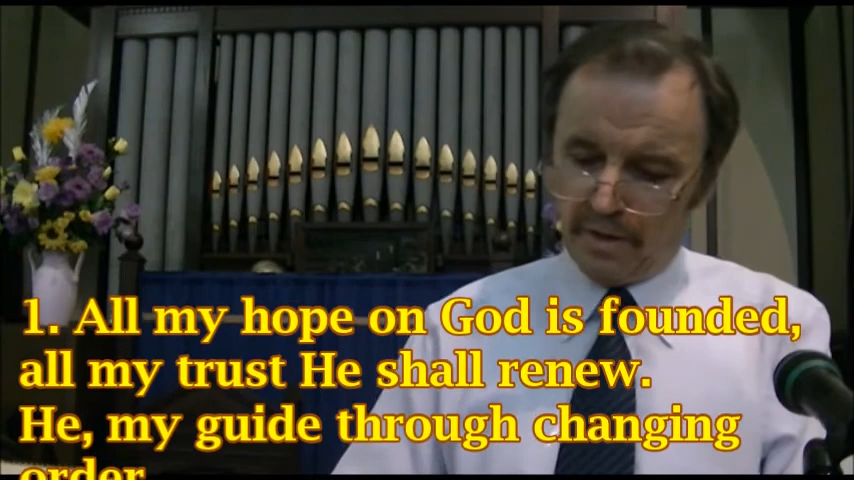 1. All my hope on God is founded,
all my trust He shall renew.
He, my guide through changing
order